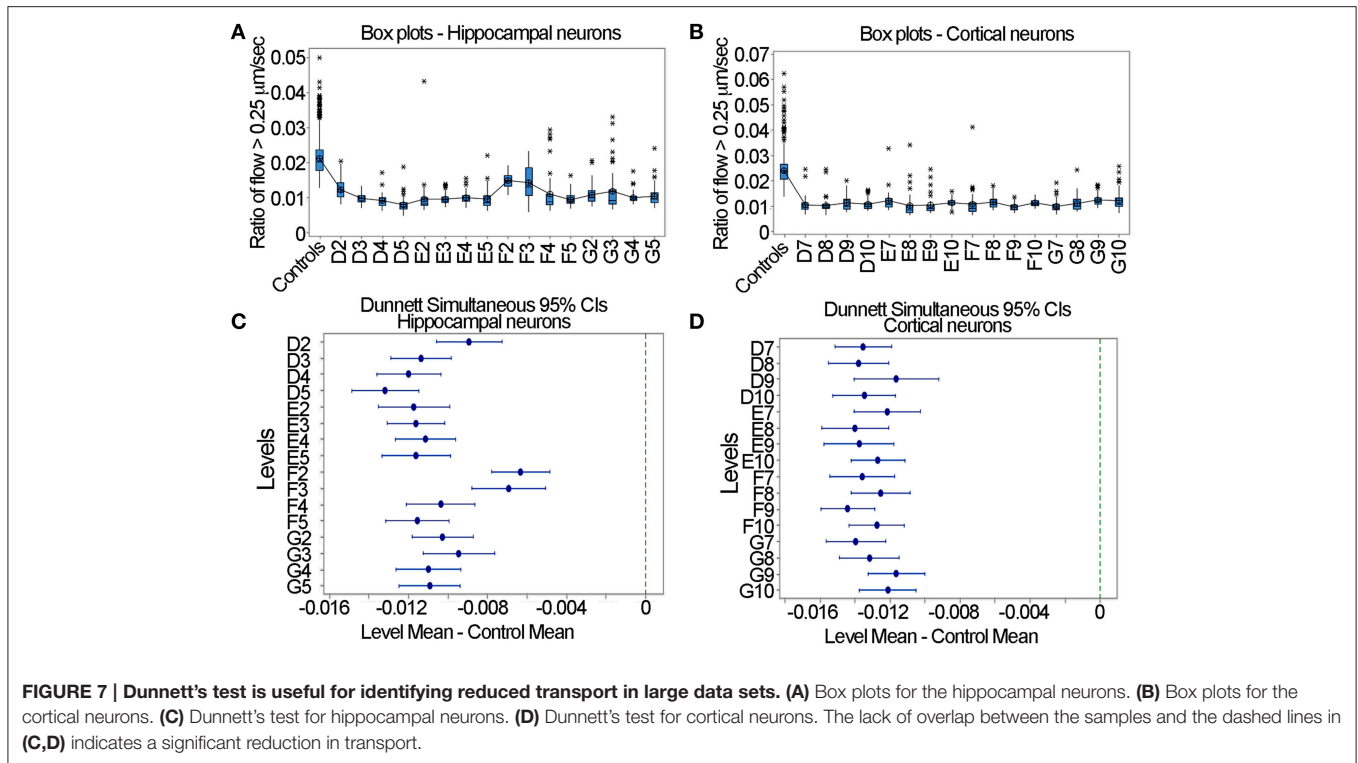 A
Box plots - Hippocampal neurons
Ratio of flow > 0.25 µm/sec
0.05
0.04
0.03
0.02
0.01
0
Controls D2 D3 D4 D5 E2 E3 E4 E5 F2 F3 F4 F5 G2 G3 G4 G5
B
Box plots - Cortical neurons
Ratio of flow > 0.25 µm/sec
0.07
0.06
0.05
0.04
0.03
0.02
0.01
0
Controls D7 D8 D9 D10 E7 E8 E9 E10 F7 F8 F9 F10 G7 G8 G9 G10
C
Dunnett Simultaneous 95% CIs
Hippocampal neurons
Levels
D2
D3
D4
D5
E2
E3
E4
E5
F2
F3
F4
F5
G2
G3
G4
G5
-0.016 -0.012 -0.008 -0.004 0
Level Mean - Control Mean
D
Dunnett Simultaneous 95% CIs
Cortical neurons
Levels
D7
D8
D9
D10
E7
E8
E9
E10
F7
F8
F9
F10
G7
G8
G9
G10
-0.016 -0.012 -0.008 -0.004 0
Level Mean - Control Mean
FIGURE 7 | Dunnett's test is useful for identifying reduced transport in large data sets. (A) Box plots for the hippocampal neurons. (B) Box plots for the
cortical neurons. (C) Dunnett's test for hippocampal neurons. (D) Dunnett's test for cortical neurons. The lack of overlap between the samples and the dashed lines in
(C,D) indicates a significant reduction in transport.